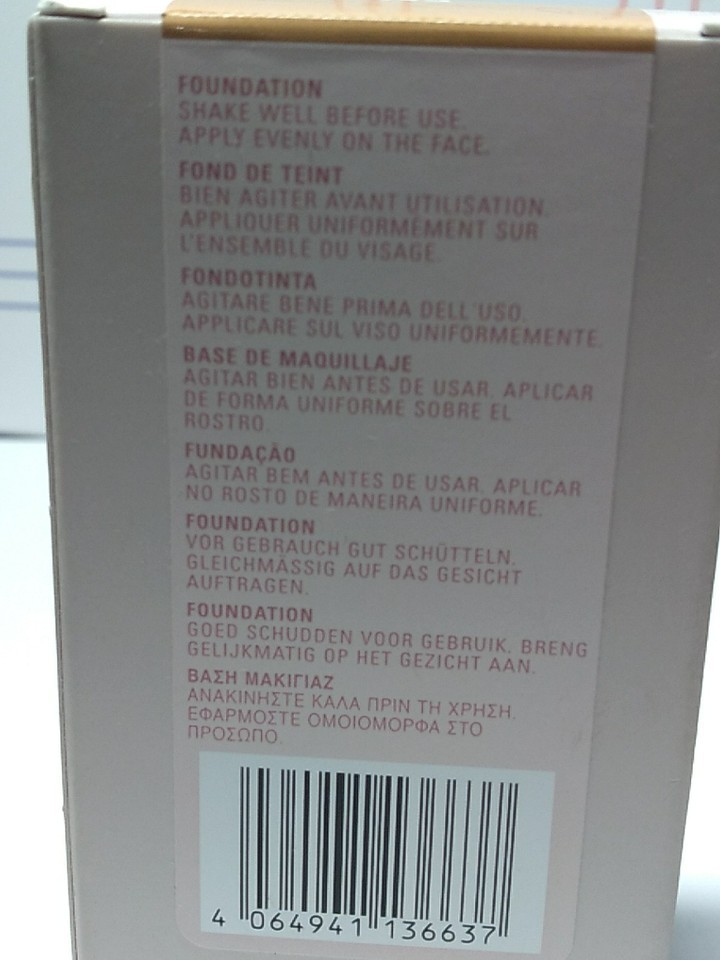 FOUNDATION
SHAKE WELL BEFORE USE.
APPLY EVENLY ON THE FACE.
FOND DE TEINT
BIEN AGITER AVANT UTILISATION.
APPLIQUER UNIFORMÉMENT SUR
L'ENSEMBLE DU VISAGE.
FONDOTINTA
AGITARE BENE PRIMA DELL'USO.
APPLICARE SUL VISO UNIFORMEMENTE.
BASE DE MAQUILLAJE
AGITAR BIEN ANTES DE USAR. APLICAR
DE FORMA UNIFORME SOBRE EL
ROSTRO.
FUNDAÇÃO
AGITAR BEM ANTES DE USAR. APLICAR
NO ROSTO DE MANEIRA UNIFORME.
FOUNDATION
VOR GEBRAUCH GUT SCHÜTTELN.
GLEICHMÄSSIG AUF DAS GESICHT
AUFTRAGEN.
FOUNDATION
GOED SCHUDDEN VOOR GEBRUIK. BRENG
GELIJKMATIG OP HET GEZICHT AAN.
ΒΑΣΗ ΜΑΚΙΓΙΑΖ
ΑΝΑΚΙΝΗΣΤΕ ΚΑΛΑ ΠΡΙΝ ΤΗ ΧΡΗΣΗ.
ΕΦΑΡΜΟΣΤΕ ΟΜΟΙΟΜΟΡΦΑ ΣΤΟ
ΠΡΟΣΩΠΟ.
4 064941 136637